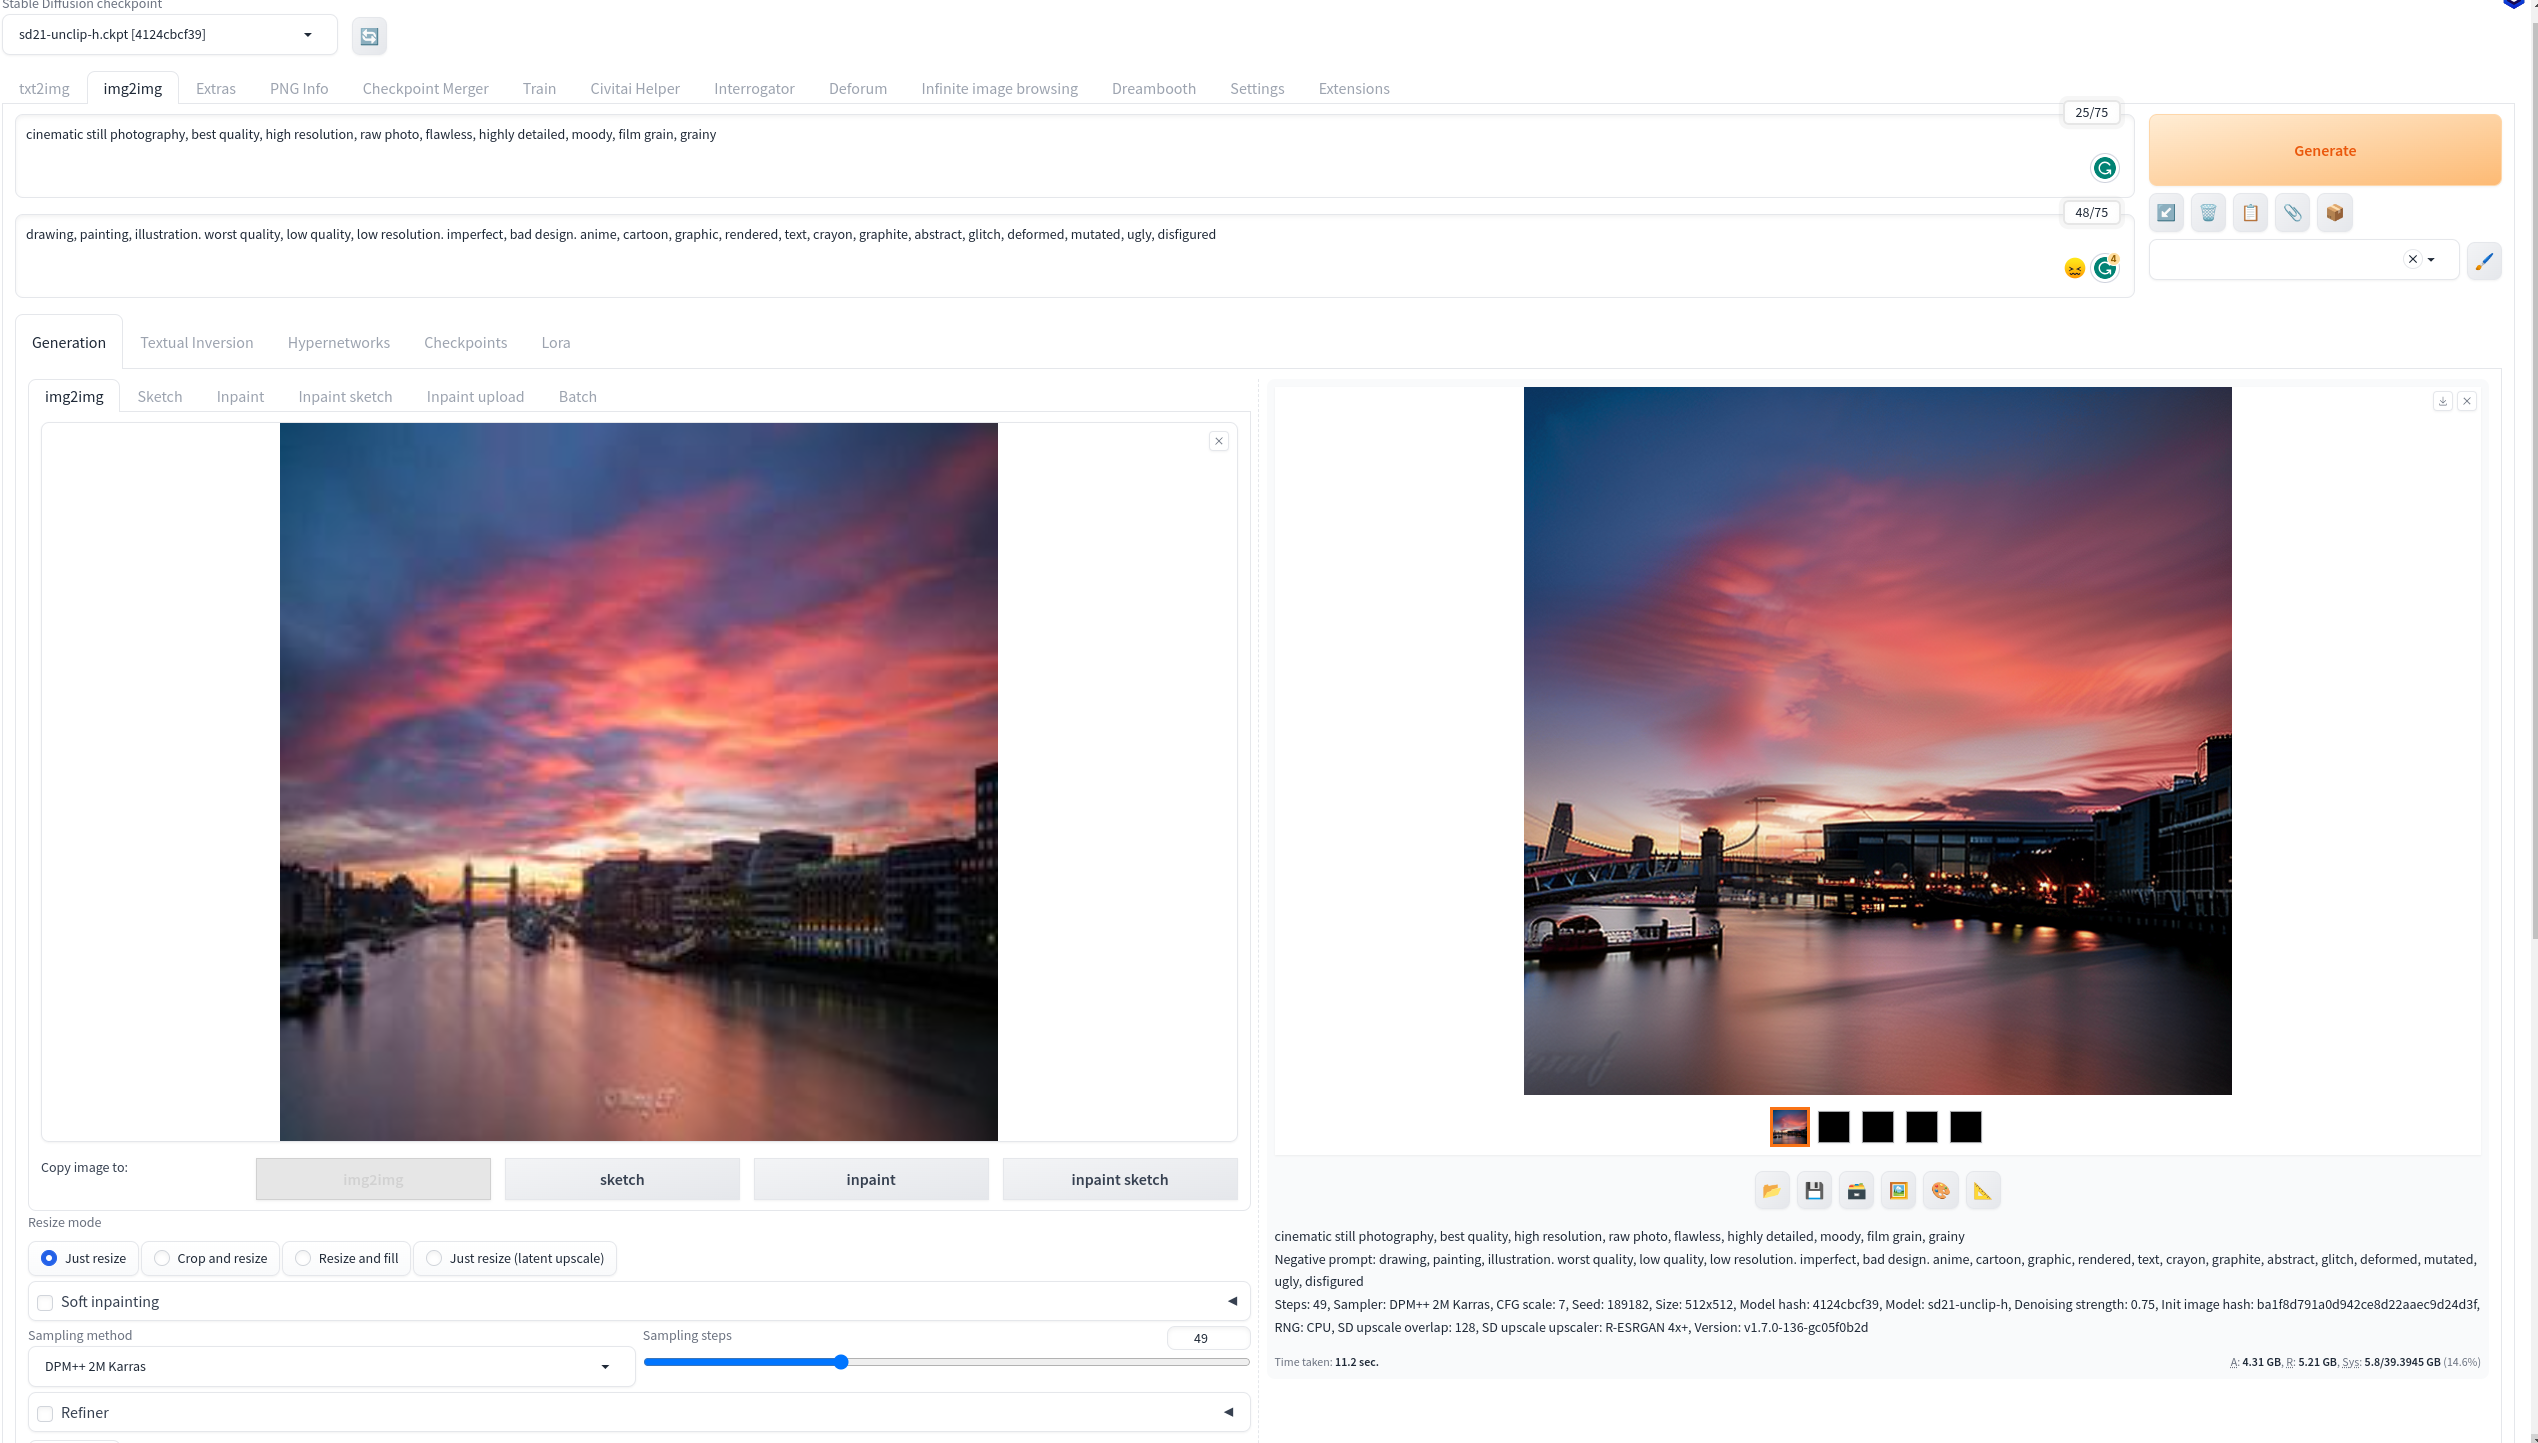 Stable Diffusion checkpoint
sd21-unclip-h.ckpt [4124cbcf39]
txt2img img2img Extras PNG Info Checkpoint Merger Train Civitai Helper Interrogator Deforum Infinite image browsing Dreambooth Settings Extensions
25/75
cinematic still photography, best quality, high resolution, raw photo, flawless, highly detailed, moody, film grain, grainy
Generate
48/75
drawing, painting, illustration. worst quality, low quality, low resolution. imperfect, bad design. anime, cartoon, graphic, rendered, text, crayon, graphite, abstract, glitch, deformed, mutated, ugly, disfigured
4
Generation Textual Inversion Hypernetworks Checkpoints Lora
img2img Sketch Inpaint Inpaint sketch Inpaint upload Batch
Copy image to:
img2img sketch inpaint inpaint sketch
Resize mode
Just resize Crop and resize Resize and fill Just resize (latent upscale)
Soft inpainting
Sampling method
DPM++ 2M Karras
Sampling steps
49
Refiner
cinematic still photography, best quality, high resolution, raw photo, flawless, highly detailed, moody, film grain, grainy
Negative prompt: drawing, painting, illustration. worst quality, low quality, low resolution. imperfect, bad design. anime, cartoon, graphic, rendered, text, crayon, graphite, abstract, glitch, deformed, mutated,
ugly, disfigured
Steps: 49, Sampler: DPM++ 2M Karras, CFG scale: 7, Seed: 189182, Size: 512x512, Model hash: 4124cbcf39, Model: sd21-unclip-h, Denoising strength: 0.75, Init image hash: ba1f8d791a0d942ce8d22aaec9d24d3f,
RNG: CPU, SD upscale overlap: 128, SD upscale upscaler: R-ESRGAN 4x+, Version: v1.7.0-136-gc05f0b2d
Time taken: 11.2 sec.
A: 4.31 GB, R: 5.21 GB, Sys: 5.8/39.3945 GB (14.6%)